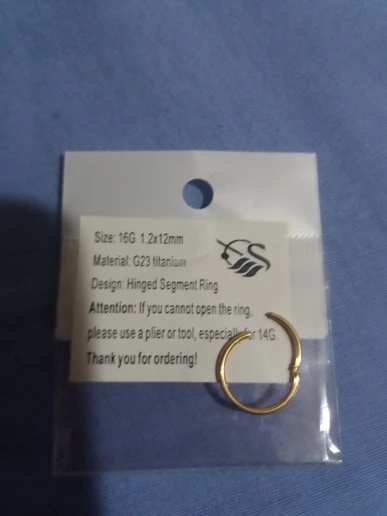 Size: 16G 1.2x12mm
Material: G23 titanium
Design: Hinged Segment Ring
Attention: If you cannot open the ring,
please use a plier or tool, especially for 14G.
Thank you for ordering!